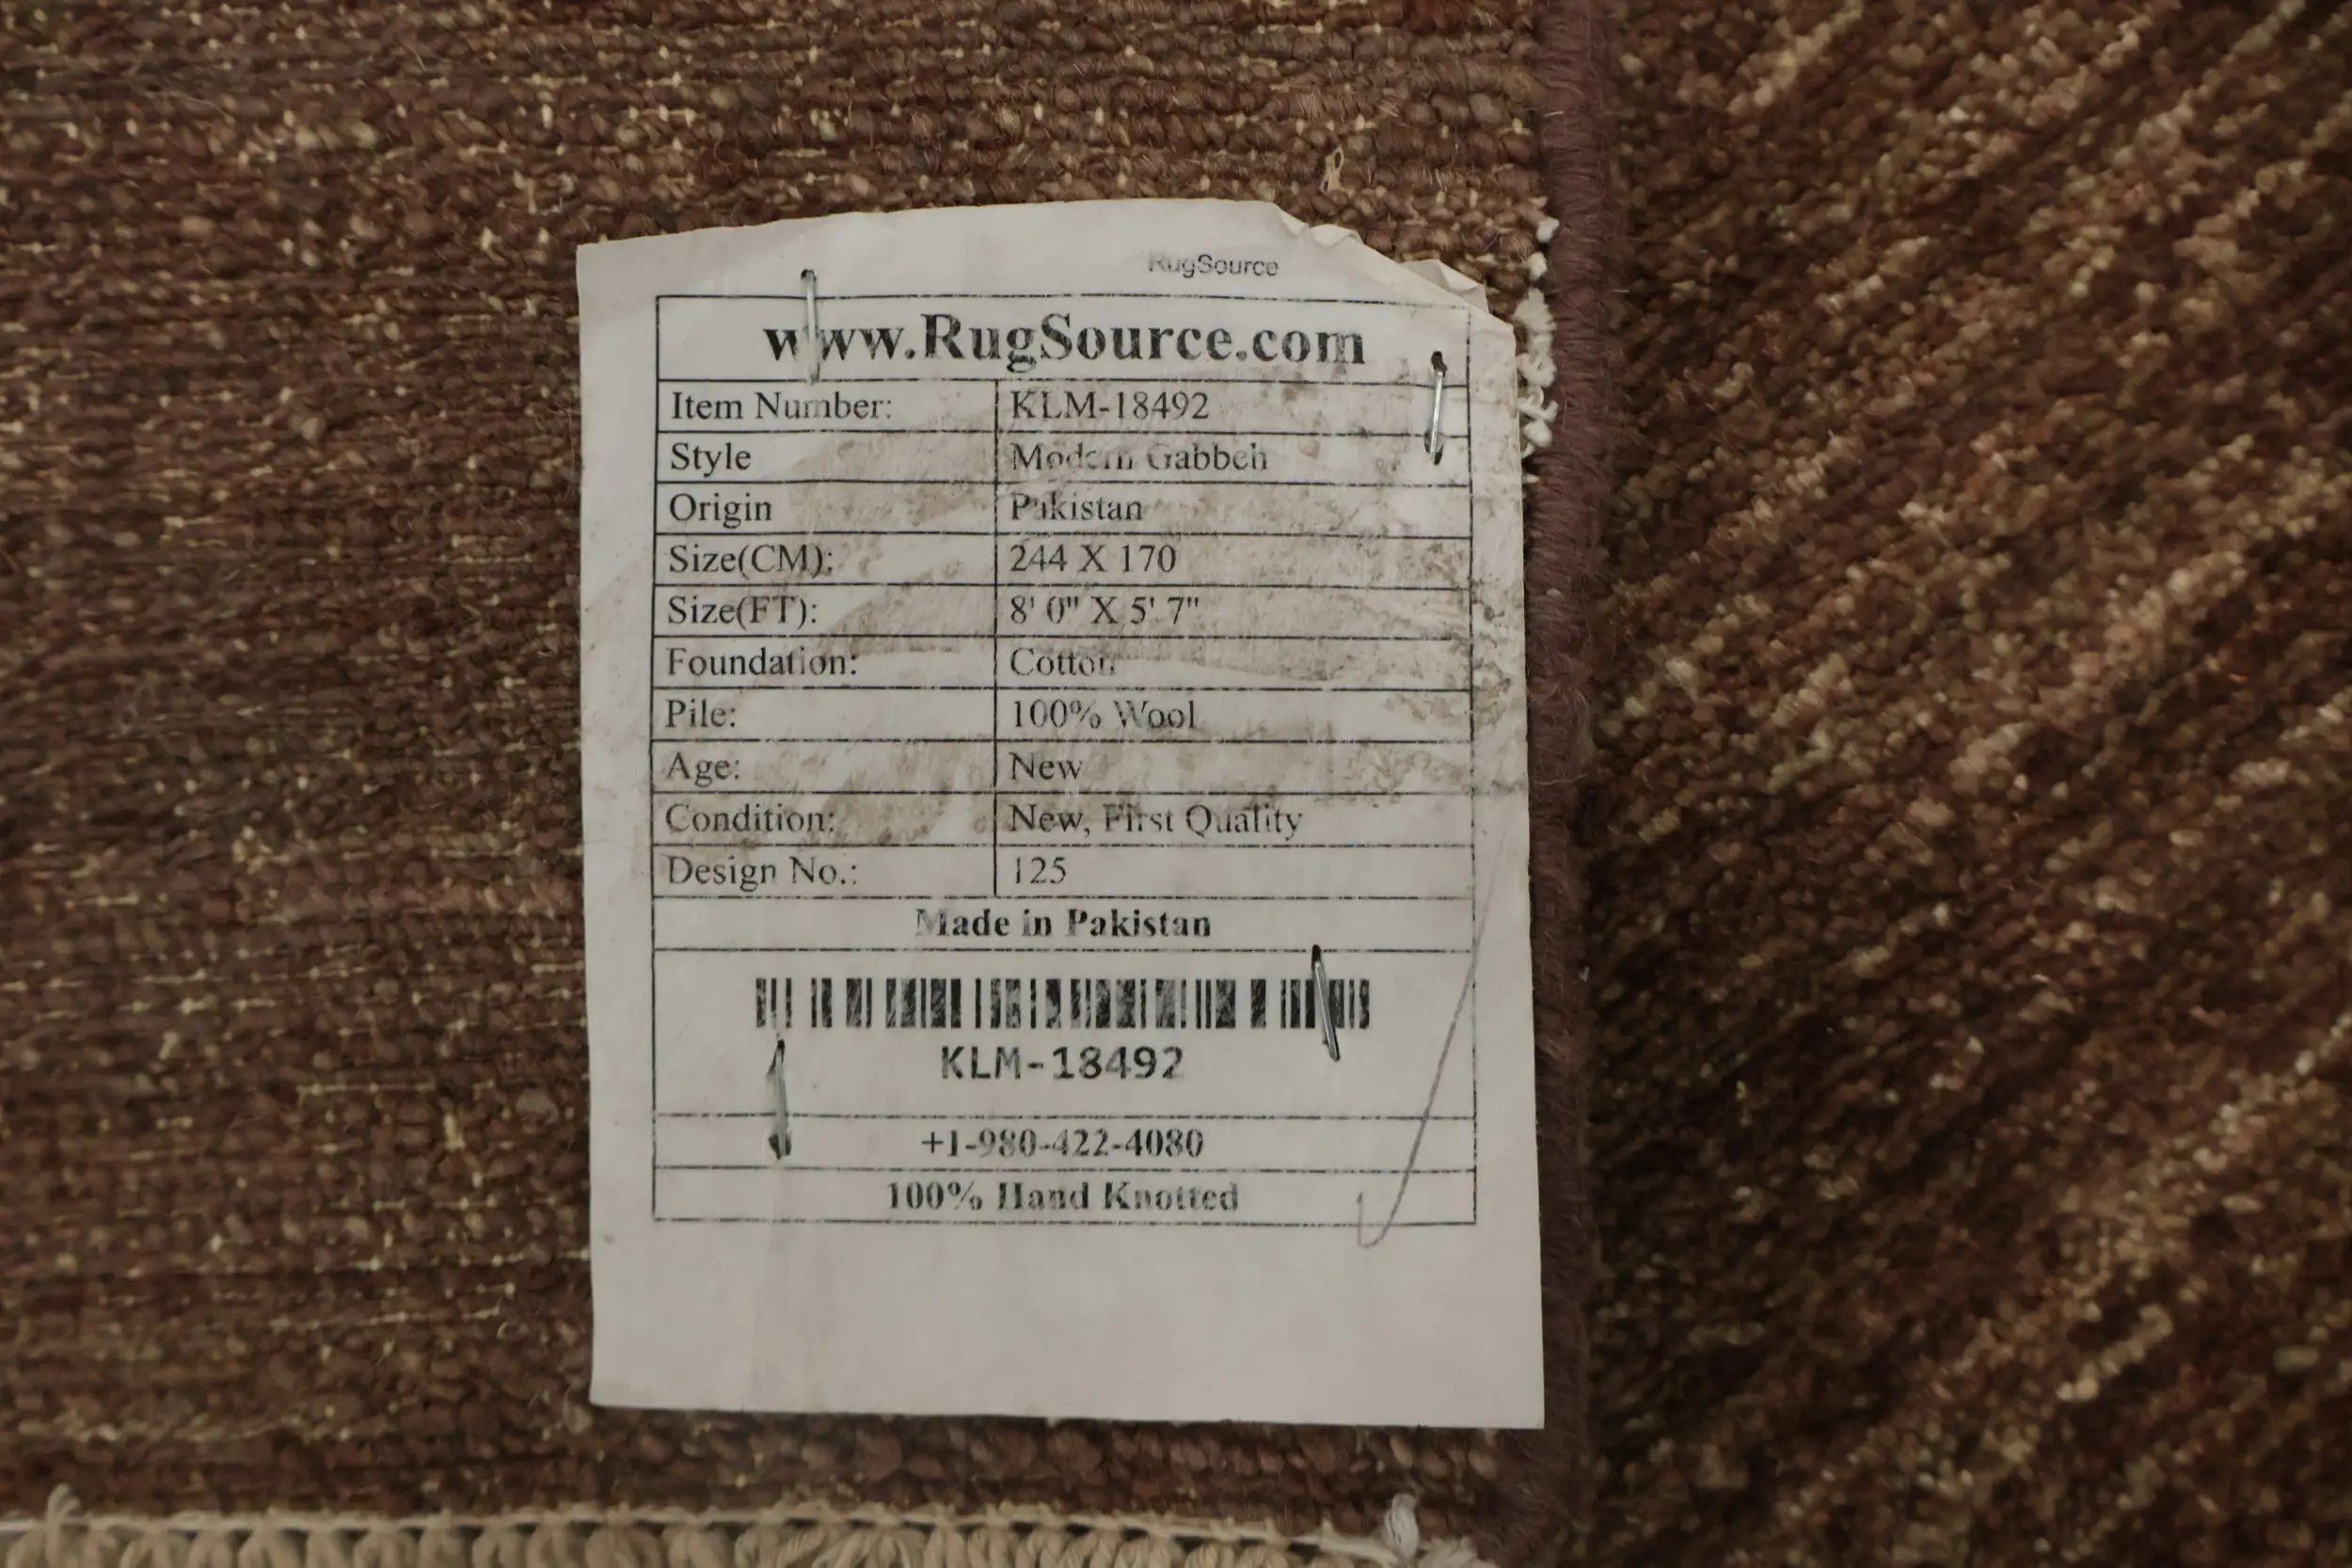 RugSource
www.RugSource.com
Item Number: KLM-18492
Style Modern Gabbeh
Origin Pakistan
Size(CM): 244 X 170
Size(FT): 8' 0" X 5' 7"
Foundation: Cotton
Pile: 100% Wool
Age: New
Condition: New, First Quality
Design No.: 125
Made in Pakistan
KLM-18492
+1-980-422-4080
100% Hand Knotted